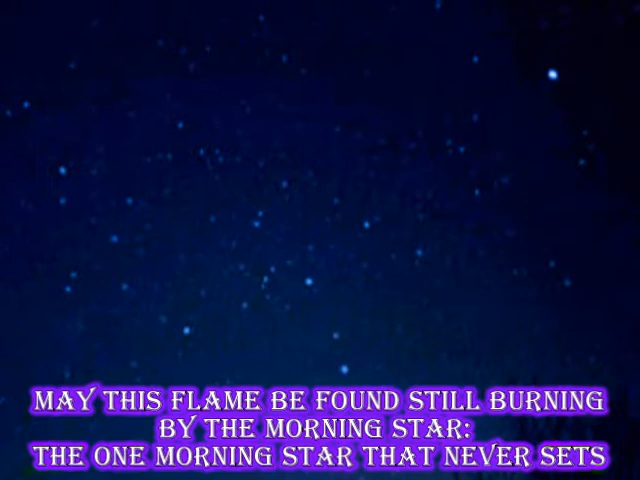 MAY THIS FLAME BE FOUND STILL BURNING
BY THE MORNING STAR:
THE ONE MORNING STAR THAT NEVER SETS